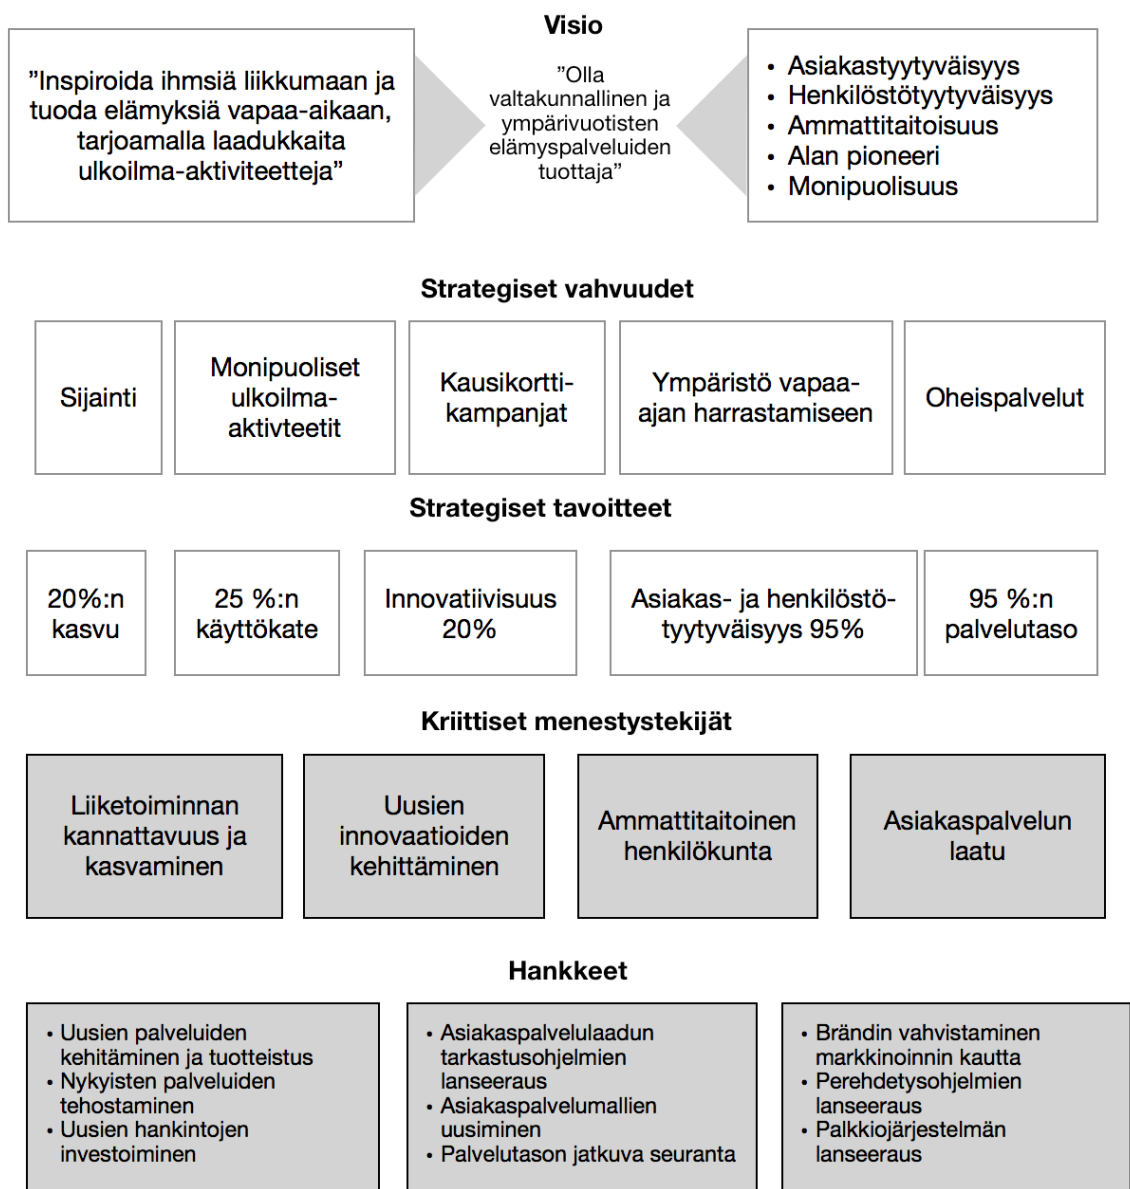 Visio
”Inspiroida ihmsiä liikkumaan ja
tuoda elämyksiä vapaa-aikaan,
tarjoamalla laadukkaita
ulkoilma-aktiviteetteja”
”Olla
valtakunnallinen ja
ympärivuotisten
elämyspalveluiden
tuottaja”
• Asiakastyytyväisyys
• Henkilöstötyytyväisyys
• Ammattitaitoisuus
• Alan pioneeri
• Monipuolisuus
Strategiset vahvuudet
Sijainti
Monipuoliset
ulkoilma-
aktivteetit
Kausikortti-
kampanjat
Ympäristö vapaa-
ajan harrastamiseen
Oheispalvelut
Strategiset tavoitteet
20%:n
kasvu
25 %:n
käyttökate
Innovatiivisuus
20%
Asiakas- ja henkilöstö-
tyytyväisyys 95%
95 %:n
palvelutaso
Kriittiset menestystekijät
Liiketoiminnan
kannattavuus ja
kasvaminen
Uusien
innovaatioiden
kehittäminen
Ammattitaitoinen
henkilökunta
Asiakaspalvelun
laatu
Hankkeet
• Uusien palveluiden
kehitäminen ja tuotteistus
• Nykyisten palveluiden
tehostaminen
• Uusien hankintojen
investoiminen
• Asiakaspalvelulaadun
tarkastusohjelmien
lanseeraus
• Asiakaspalvelumallien
uusiminen
• Palvelutason jatkuva seuranta
• Brändin vahvistaminen
markkinoinnin kautta
• Perehdetysohjelmien
lanseeraus
• Palkkiojärjestelmän
lanseeraus